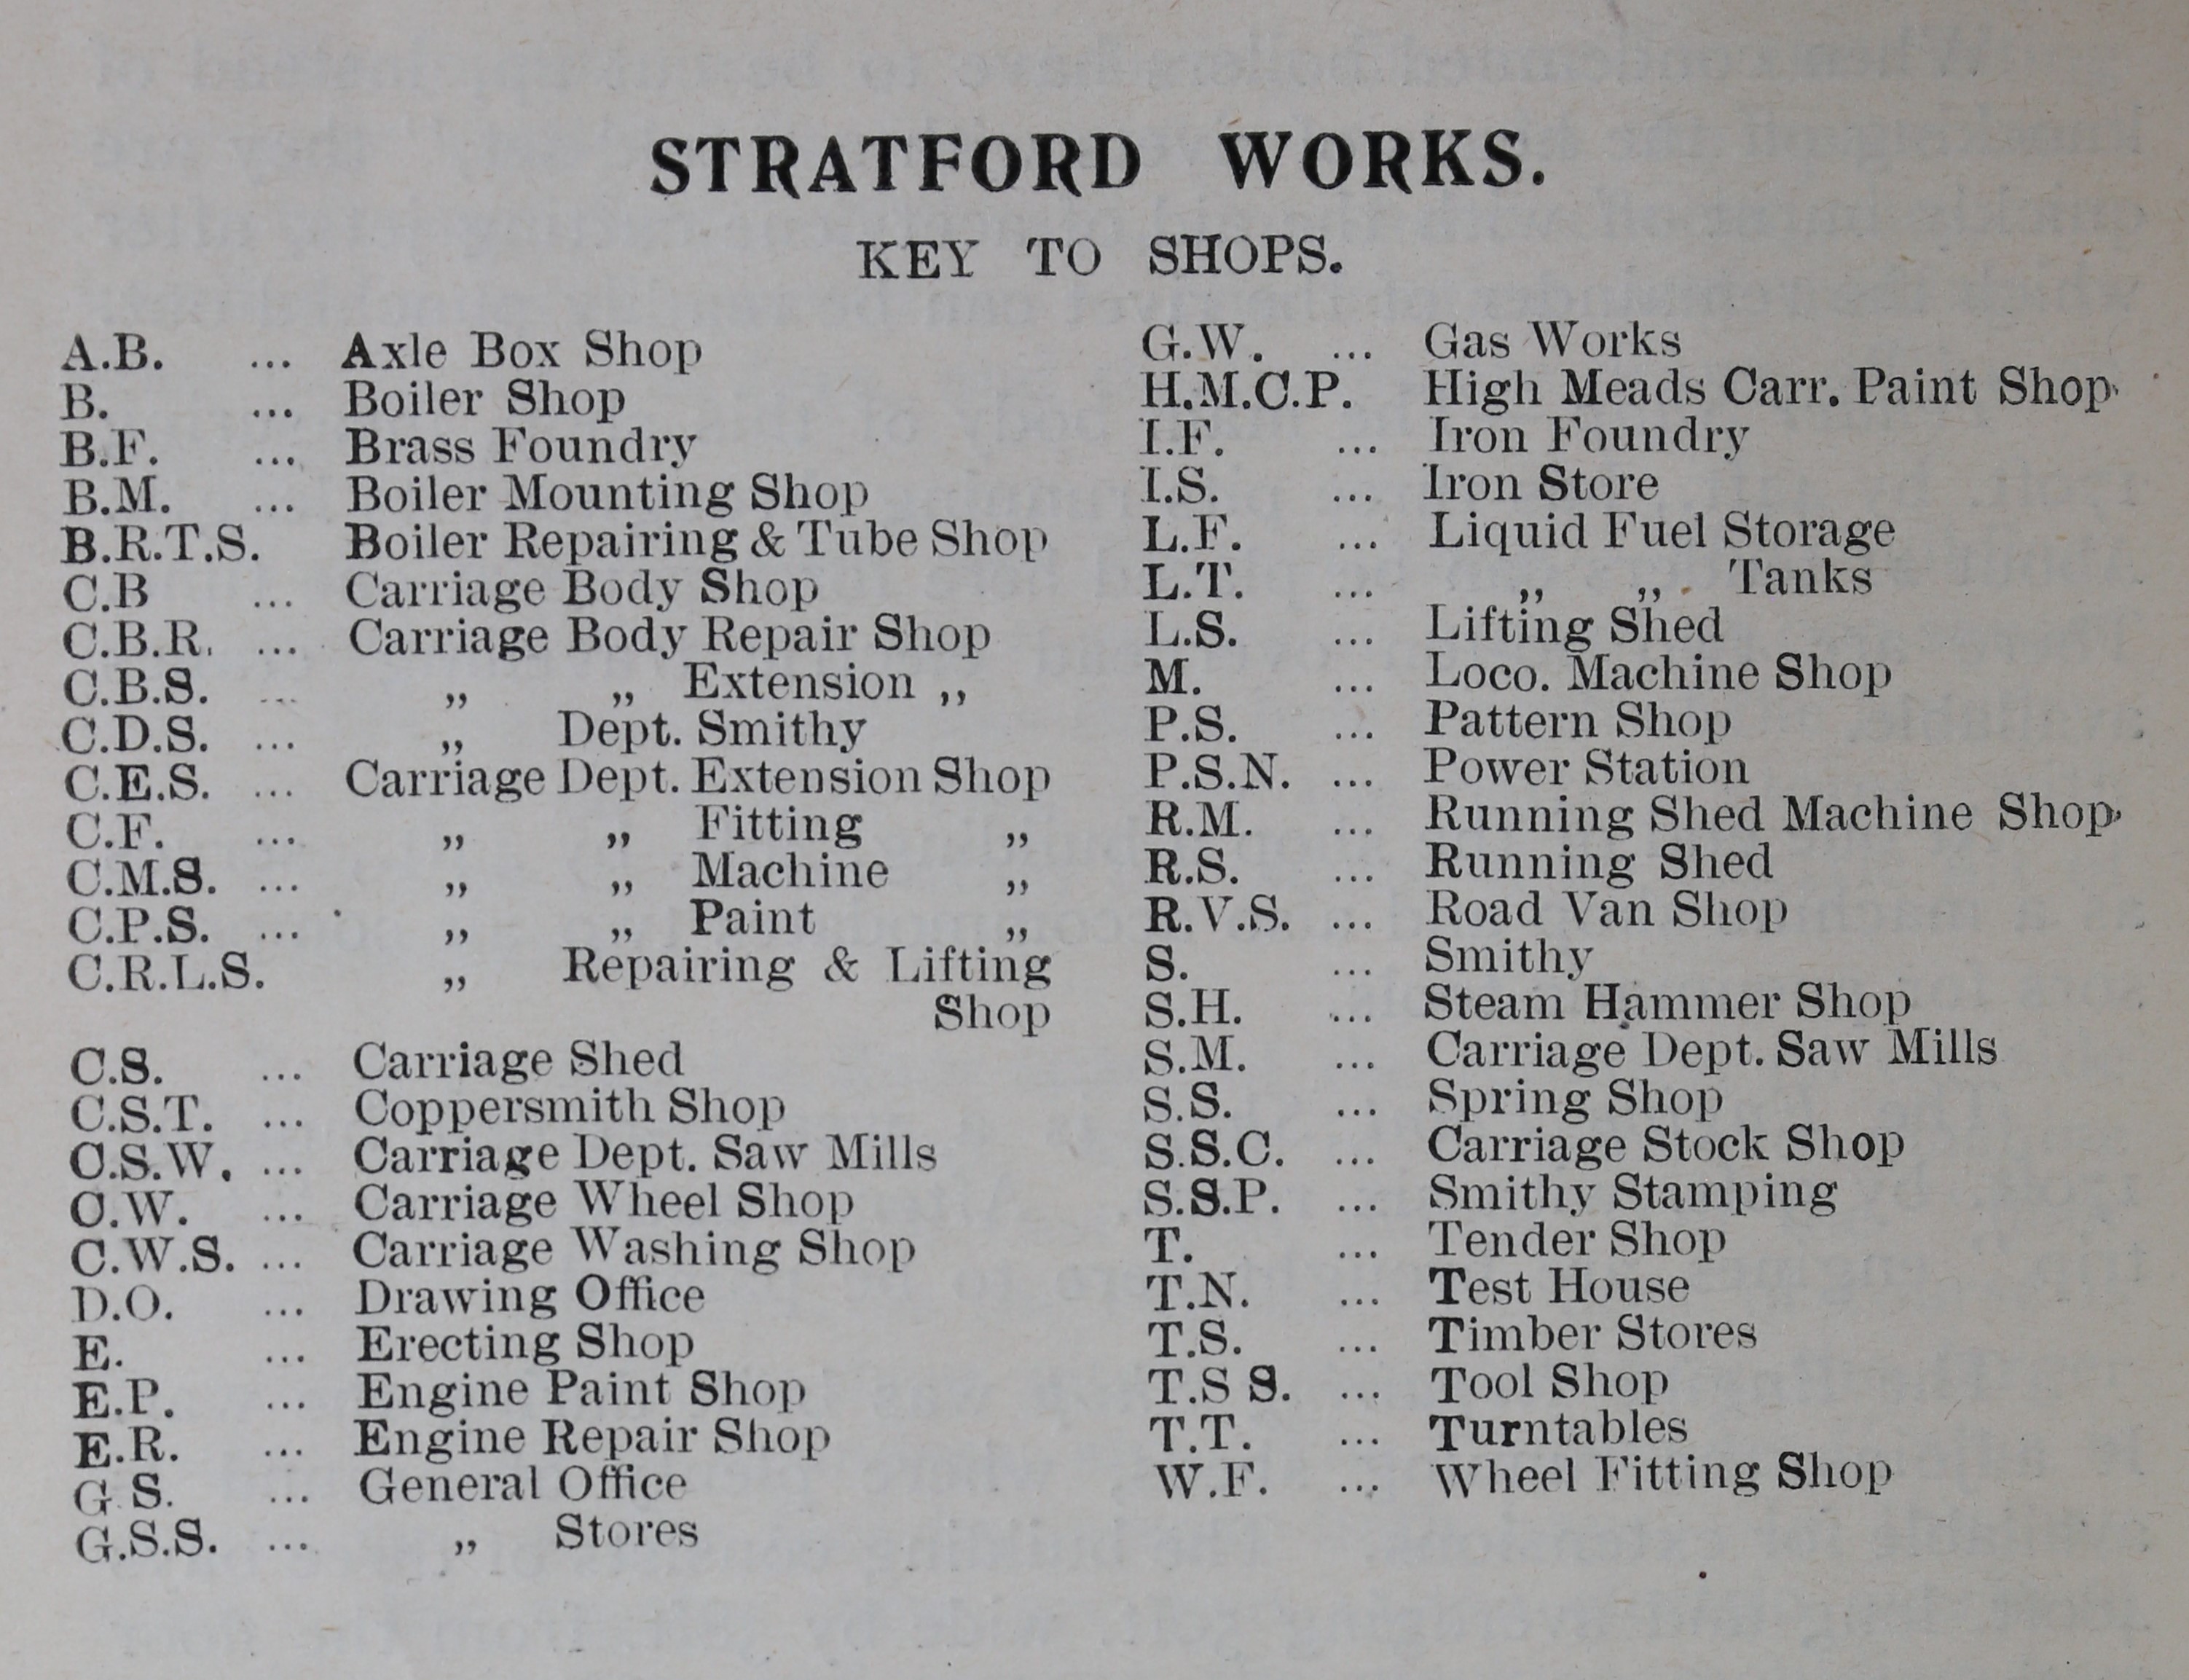 STRATFORD WORKS.
KEY TO SHOPS.
A.B. ... Axle Box Shop
B. ... Boiler Shop
B.F. ... Brass Foundry
B.M. ... Boiler Mounting Shop
B.R.T.S. Boiler Repairing & Tube Shop
C.B ... Carriage Body Shop
C.B.R. ... Carriage Body Repair Shop
C.B.S. ... „ „ Extension „
C.D.S. ... „ Dept. Smithy
C.E.S. ... Carriage Dept. Extension Shop
C.F. ... „ „ Fitting „
C.M.S. ... „ „ Machine „
C.P.S. ... „ „ Paint „
C.R.L.S. „ Repairing & Lifting
Shop
C.S. ... Carriage Shed
C.S.T. ... Coppersmith Shop
C.S.W. ... Carriage Dept. Saw Mills
C.W. ... Carriage Wheel Shop
C.W.S. ... Carriage Washing Shop
D.O. ... Drawing Office
E. ... Erecting Shop
E.P. ... Engine Paint Shop
E.R. ... Engine Repair Shop
G.S. ... General Office
G.S.S. ... „ Stores
G.W. ... Gas Works
H.M.C.P. High Meads Carr. Paint Shop
I.F. ... Iron Foundry
I.S. ... Iron Store
L.F. ... Liquid Fuel Storage
L.T. ... „ „ Tanks
L.S. ... Lifting Shed
M. ... Loco. Machine Shop
P.S. ... Pattern Shop
P.S.N. ... Power Station
R.M. ... Running Shed Machine Shop
R.S. ... Running Shed
R.V.S. ... Road Van Shop
S. ... Smithy
S.H. ... Steam Hammer Shop
S.M. ... Carriage Dept. Saw Mills
S.S. ... Spring Shop
S.S.C. ... Carriage Stock Shop
S.S.P. ... Smithy Stamping
T. ... Tender Shop
T.N. ... Test House
T.S. ... Timber Stores
T.S S. ... Tool Shop
T.T. ... Turntables
W.F. ... Wheel Fitting Shop